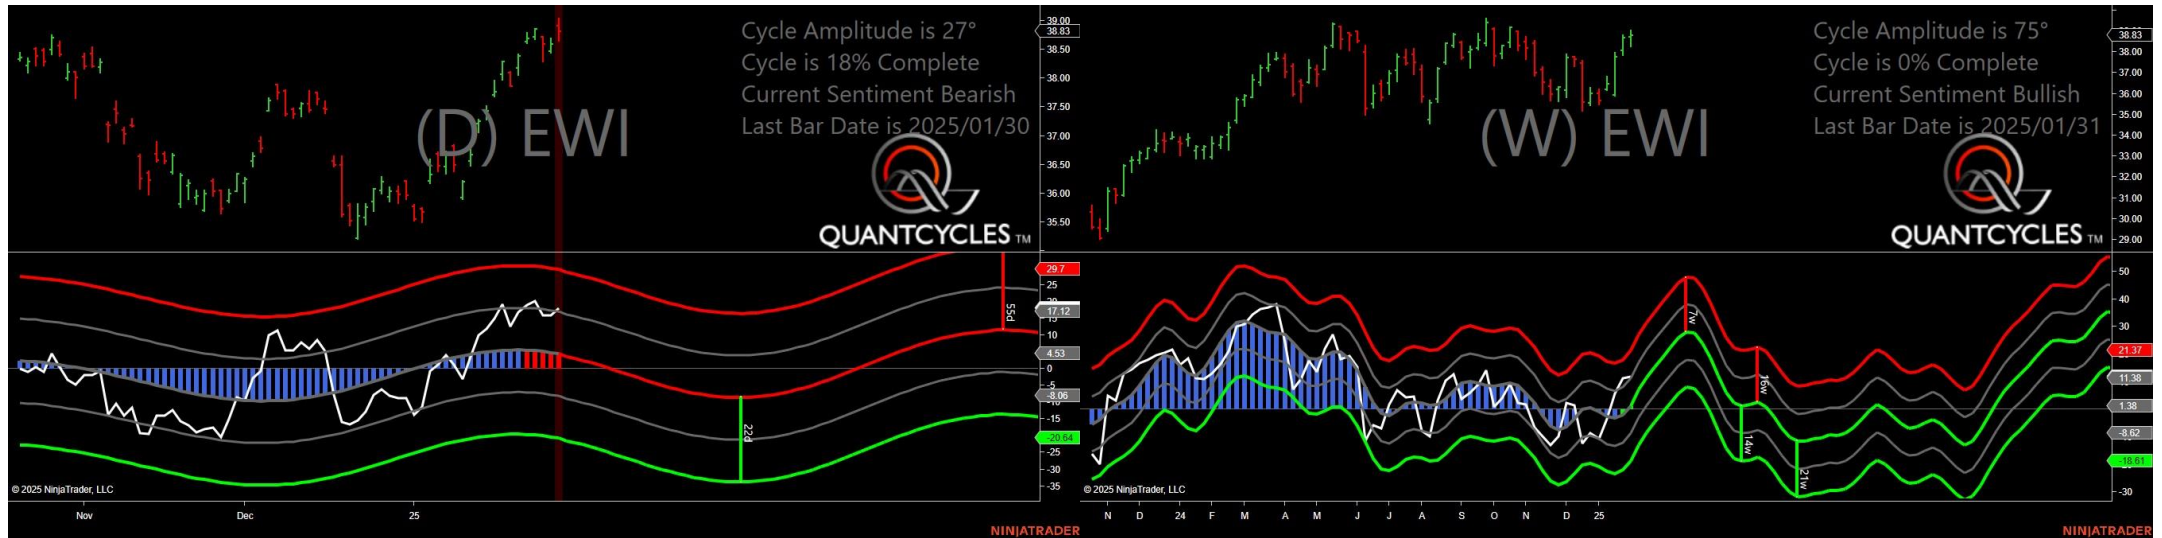 Cycle Amplitude is 27°
Cycle is 18% Complete
Current Sentiment Bearish
Last Bar Date is 2025/01/30
(D) EWI
QUANTCYCLES TM
39.00
38.83
38.50
38.00
37.50
37.00
36.50
36.00
35.50
29.7
25
17.12
15
10
4.53
0
-5
-8.06
-15
-20.64
-25
-30
-35
55d
22d
© 2025 NinjaTrader, LLC
Nov Dec 25
NINJATRADER
Cycle Amplitude is 75°
Cycle is 0% Complete
Current Sentiment Bullish
Last Bar Date is 2025/01/31
(W) EWI
QUANTCYCLES TM
38.83
38.00
37.00
36.00
35.00
34.00
33.00
32.00
31.00
30.00
29.00
50
40
30
21.37
11.38
1.38
-8.62
-18.61
-30
7w
16w
14w
21w
© 2025 NinjaTrader, LLC
N D 24 F M A M J J A S O N D 25
NINJATRADER